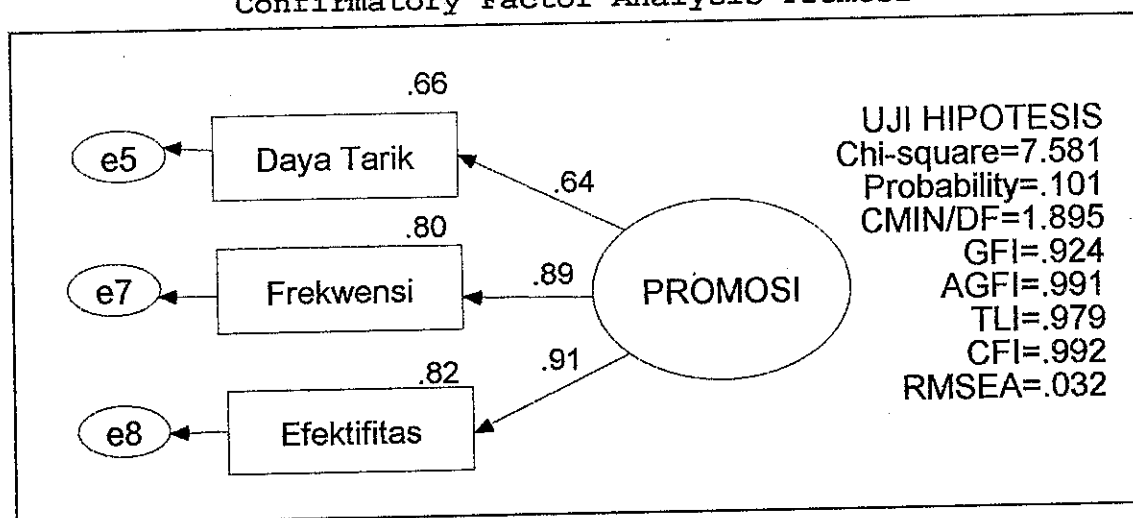 Confirmatory Factor Analysis Promosi
.66
e5
Daya Tarik
.64
.80
e7
Frekwensi
.89
PROMOSI
.82
.91
e8
Efektifitas
UJI HIPOTESIS
Chi-square=7.581
Probability=.101
CMIN/DF=1.895
GFI=.924
AGFI=.991
TLI=.979
CFI=.992
RMSEA=.032